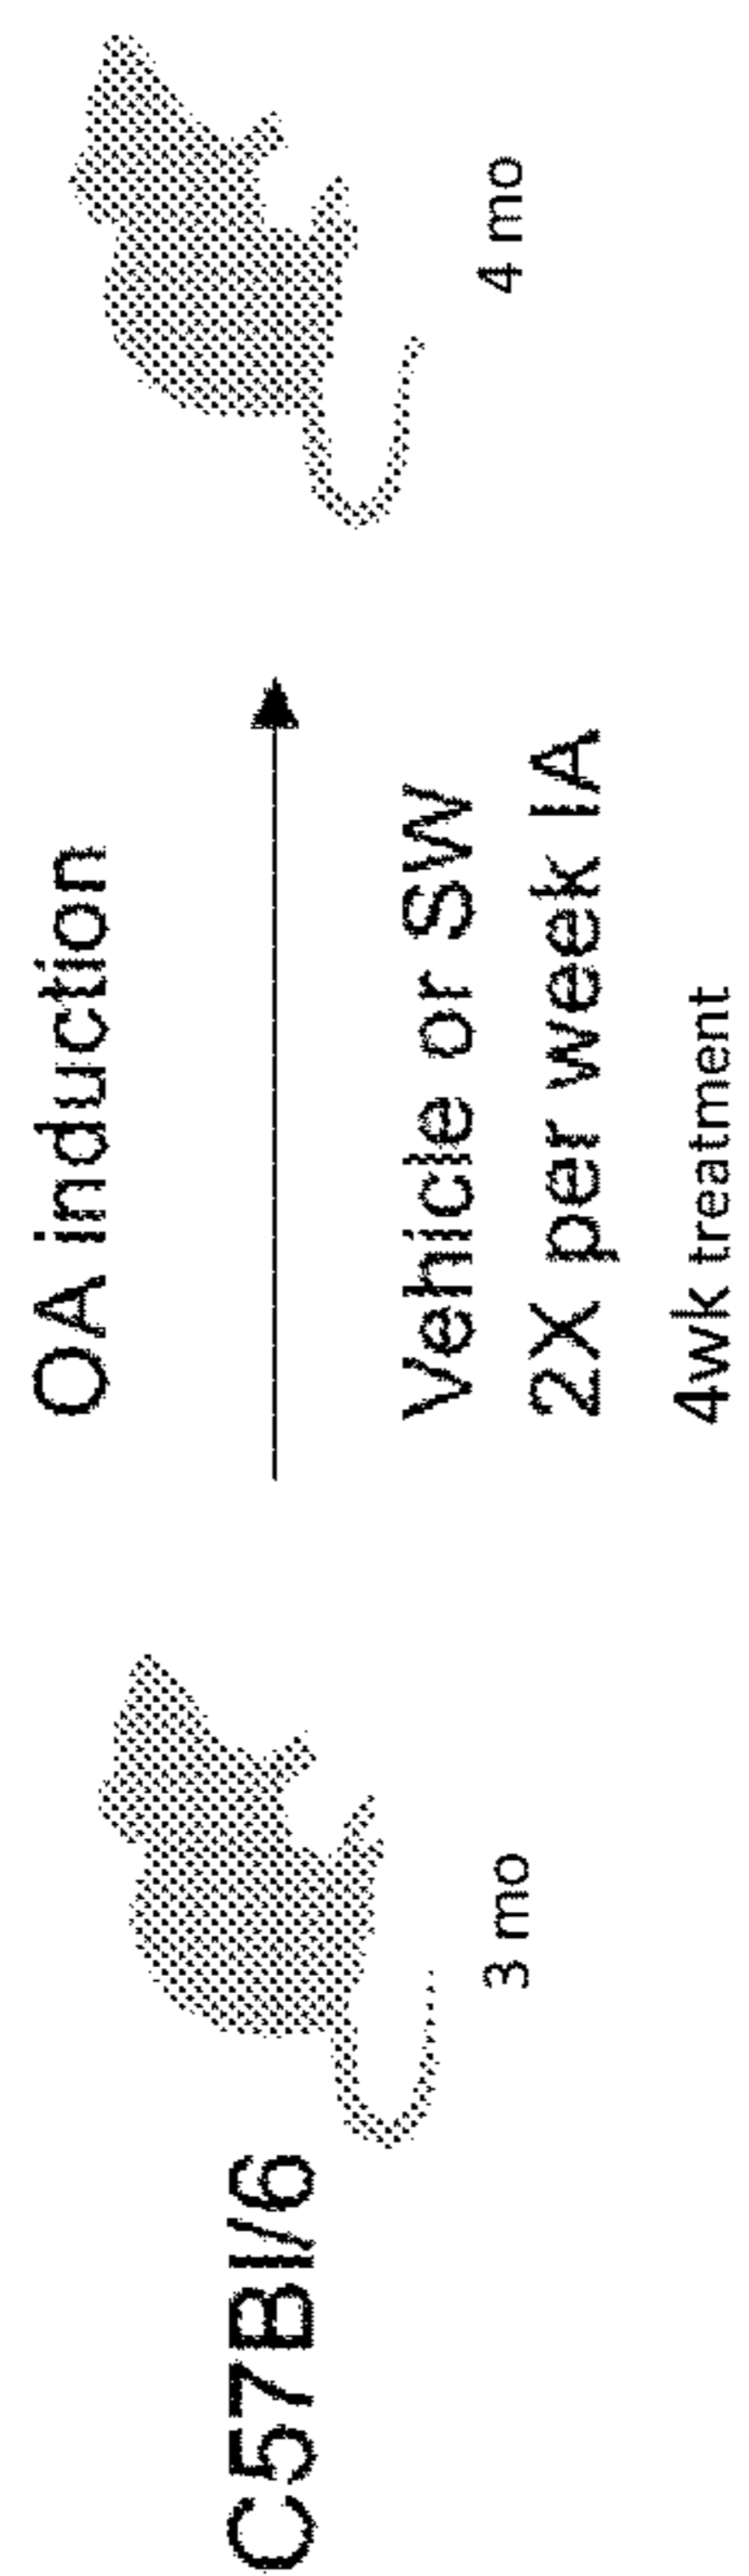 C57Bl/6
3 mo
OA induction
Vehicle or SW
2X per week IA
4wk treatment
4 mo